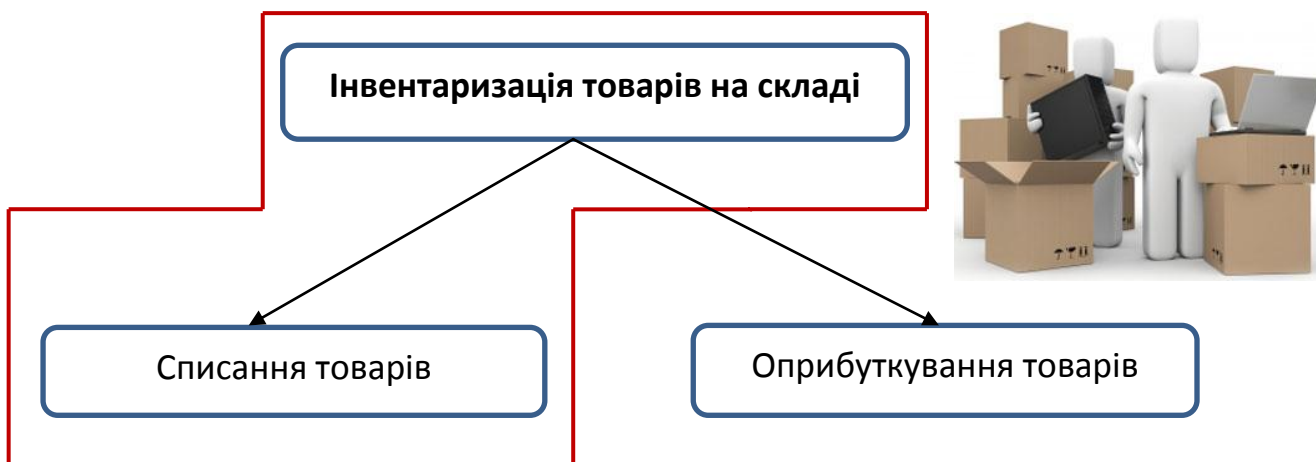 Інвентаризація товарів на складі
Списання товарів
Оприбуткування товарів